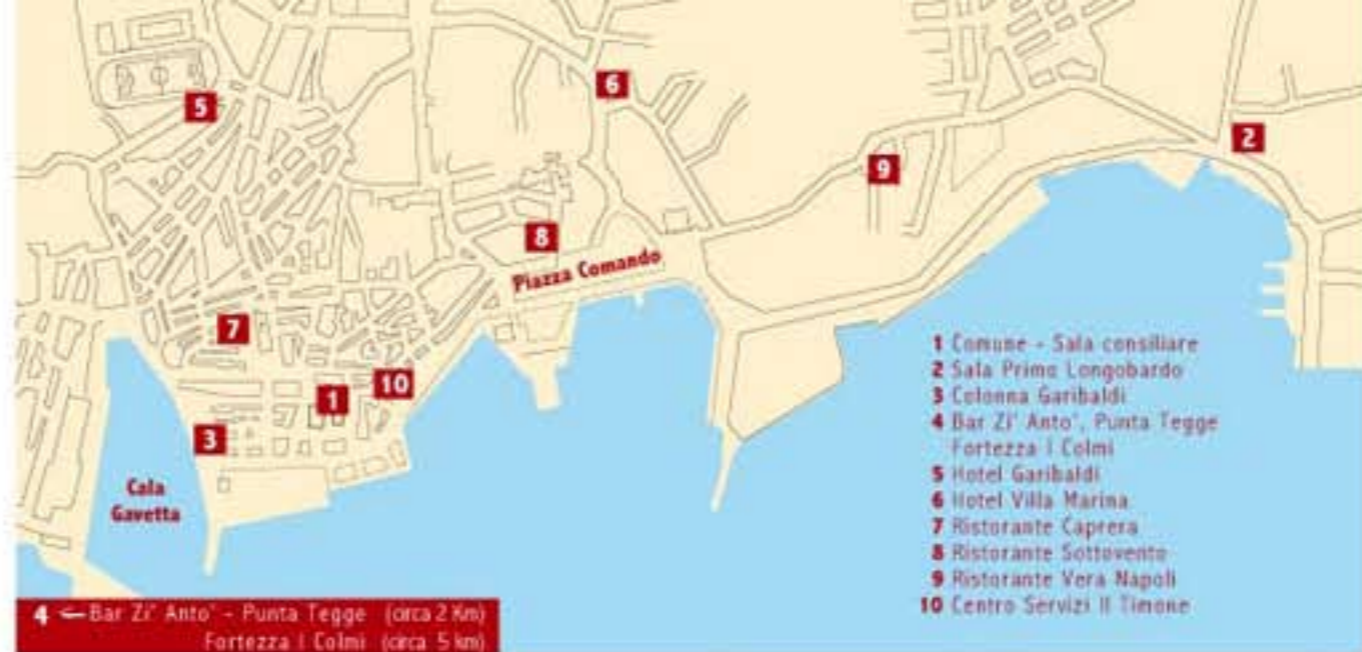 5
6
2
9
8
Piazza Comando
7
10
1
3
Cala
Gavetta
1 Comune - Sala consiliare
2 Sala Primo Longobardo
3 Colonna Garibaldi
4 Bar Zi' Anto', Punta Tegge
Fortezza I Colmi
5 Hotel Garibaldi
6 Hotel Villa Marina
7 Ristorante Caprera
8 Ristorante Sottovento
9 Ristorante Vera Napoli
10 Centro Servizi Il Timone
4 Bar Zi' Anto' - Punta Tegge (circa 2 Km)
Fortezza I Colmi (circa 5 km)